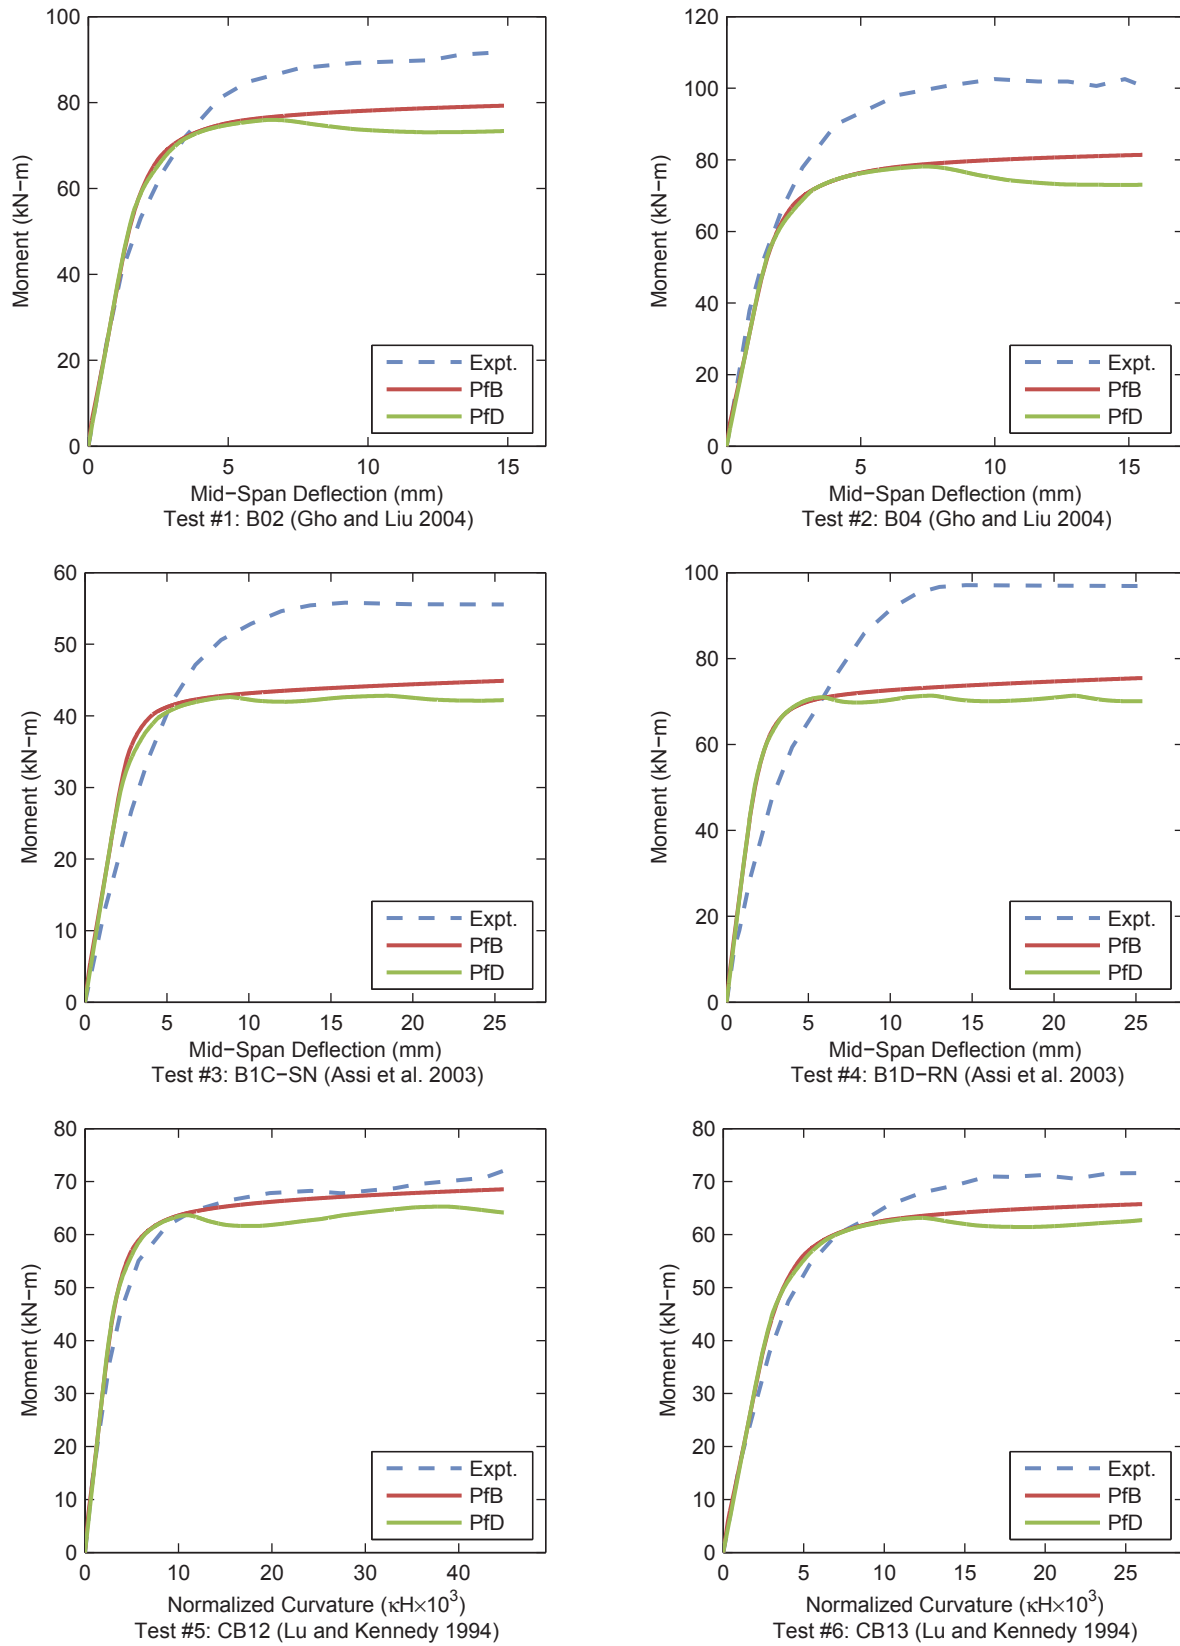 100
80
60
40
20
0
Moment (kN−m)
Expt.
PfB
PfD
0 5 10 15
Mid−Span Deflection (mm)
Test #1: B02 (Gho and Liu 2004)
120
100
80
60
40
20
0
Moment (kN−m)
Expt.
PfB
PfD
0 5 10 15
Mid−Span Deflection (mm)
Test #2: B04 (Gho and Liu 2004)
60
50
40
30
20
10
0
Moment (kN−m)
Expt.
PfB
PfD
0 5 10 15 20 25
Mid−Span Deflection (mm)
Test #3: B1C−SN (Assi et al. 2003)
100
80
60
40
20
0
Moment (kN−m)
Expt.
PfB
PfD
0 5 10 15 20 25
Mid−Span Deflection (mm)
Test #4: B1D−RN (Assi et al. 2003)
80
70
60
50
40
30
20
10
0
Moment (kN−m)
Expt.
PfB
PfD
0 10 20 30 40
Normalized Curvature (κH×10³)
Test #5: CB12 (Lu and Kennedy 1994)
80
70
60
50
40
30
20
10
0
Moment (kN−m)
Expt.
PfB
PfD
0 5 10 15 20 25
Normalized Curvature (κH×10³)
Test #6: CB13 (Lu and Kennedy 1994)